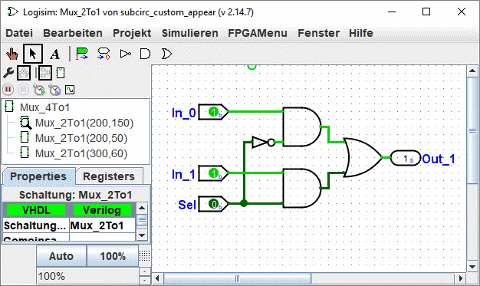 Logisim: Mux_2To1 von subcirc_custom_appear (v 2.14.7)
Datei Bearbeiten Projekt Simulieren FPGAMenu Fenster Hilfe
A
Mux_4To1
Mux_2To1(200,150)
Mux_2To1(200,50)
Mux_2To1(300,60)
Properties Registers
Schaltung: Mux_2To1
VHDL Verilog
Schaltung... Mux_2To1
Gemeinsa...
Auto 100%
100%
In_0 1
In_1 1
Sel 0
1 Out_1